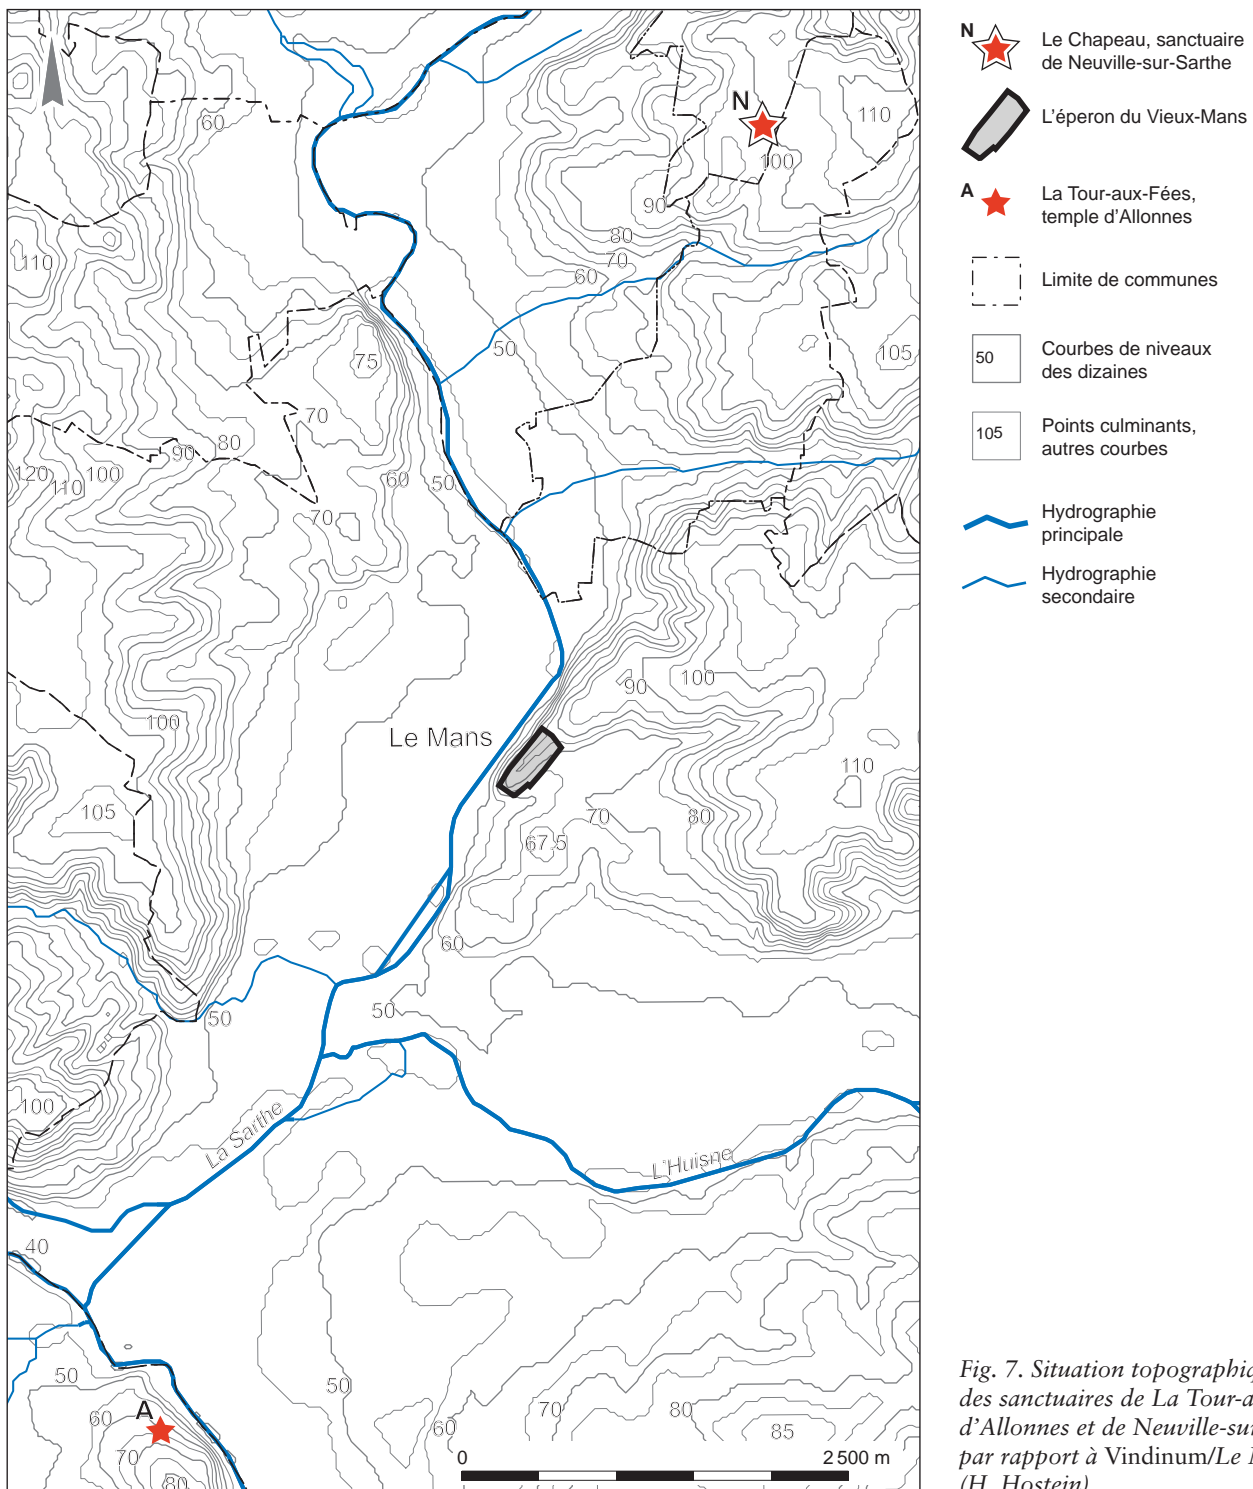 N
Le Chapeau, sanctuaire
de Neuville-sur-Sarthe
L'éperon du Vieux-Mans
A
La Tour-aux-Fées,
temple d'Allonnes
Limite de communes
50
Courbes de niveaux
des dizaines
105
Points culminants,
autres courbes
Hydrographie
principale
Hydrographie
secondaire
60
N
110
100
90
80
70
60
110
50
75
105
70
80
90
100
120
110
60
50
70
90
100
100
Le Mans
110
105
70
80
67.5
60
50
50
100
La Sarthe
L'Huisne
40
50
50
A
60
70
80
70
80
85
60
0
2 500 m
Fig. 7. Situation topographiq
des sanctuaires de La Tour-a
d'Allonnes et de Neuville-sur
par rapport à Vindinum/Le
(H. Hostein)